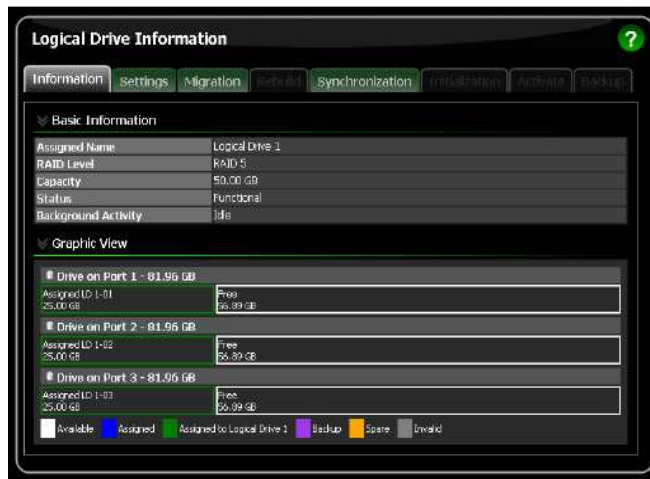 Logical Drive Information
?
Information Settings Migration Rebuild Synchronization Initialization Activate Backup
Basic Information
Assigned Name Logical Drive 1
RAID Level RAID 5
Capacity 50.00 GB
Status Functional
Background Activity Idle
Graphic View
Drive on Port 1 - 81.96 GB
Assigned LD 1-01 Free
25.00 GB 56.89 GB
Drive on Port 2 - 81.96 GB
Assigned LD 1-02 Free
25.00 GB 56.89 GB
Drive on Port 3 - 81.96 GB
Assigned LD 1-03 Free
25.00 GB 56.89 GB
Available Assigned Assigned to Logical Drive 1 Backup Spare Invalid